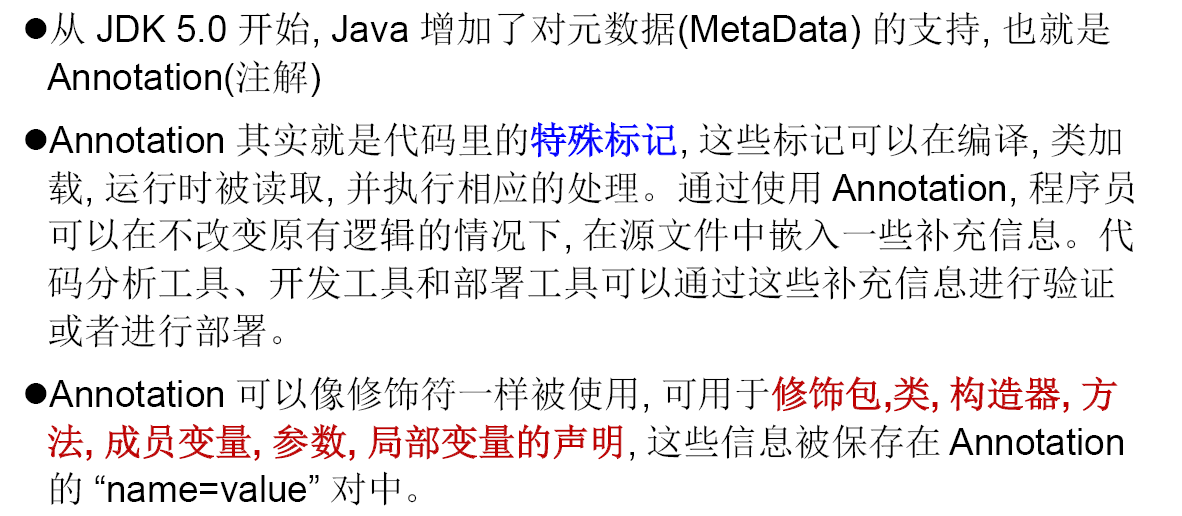 ●从 JDK 5.0 开始, Java 增加了对元数据(MetaData) 的支持, 也就是
Annotation(注解)
●Annotation 其实就是代码里的特殊标记, 这些标记可以在编译, 类加
载, 运行时被读取, 并执行相应的处理。通过使用 Annotation, 程序员
可以在不改变原有逻辑的情况下, 在源文件中嵌入一些补充信息。代
码分析工具、开发工具和部署工具可以通过这些补充信息进行验证
或者进行部署。
●Annotation 可以像修饰符一样被使用, 可用于修饰包,类, 构造器, 方
法, 成员变量, 参数, 局部变量的声明, 这些信息被保存在 Annotation
的 “name=value” 对中。